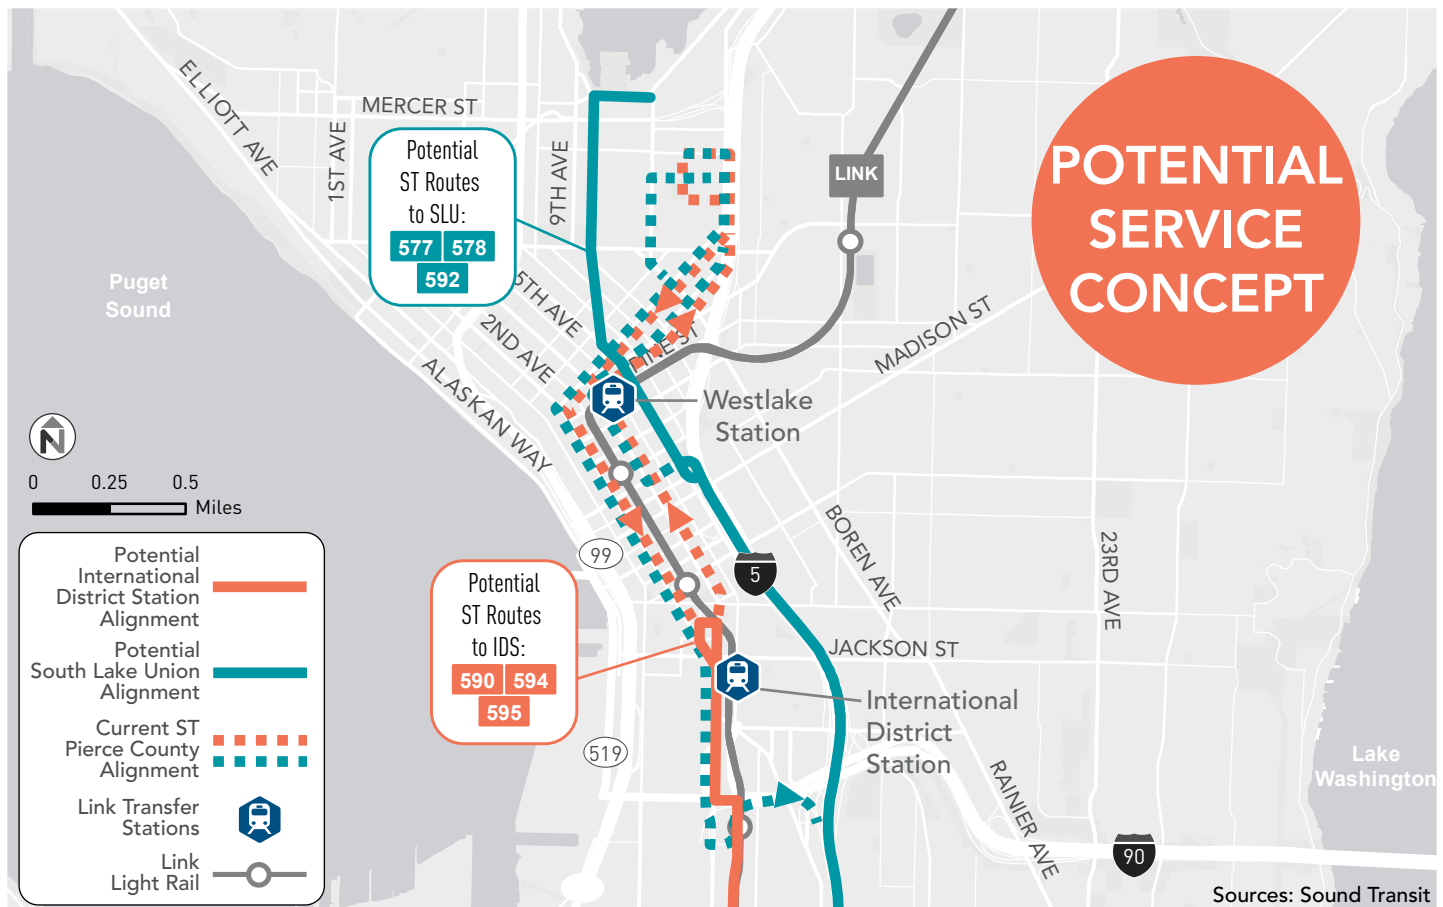 POTENTIAL
SERVICE
CONCEPT
ELLIOTT AVE
MERCER ST
1ST AVE
9TH AVE
Potential
ST Routes
to SLU:
577 578
592
LINK
Puget
Sound
5TH AVE
2ND AVE
PINE ST
MADISON ST
ALASKAN WAY
Westlake
Station
N
0 0.25 0.5
Miles
99
5
BOREN AVE
23RD AVE
Potential
ST Routes
to IDS:
590 594
595
JACKSON ST
International
District
Station
519
RAINIER AVE
90
Lake
Washington
Potential
International
District Station
Alignment
Potential
South Lake Union
Alignment
Current ST
Pierce County
Alignment
Link Transfer
Stations
Link
Light Rail
Sources: Sound Transit